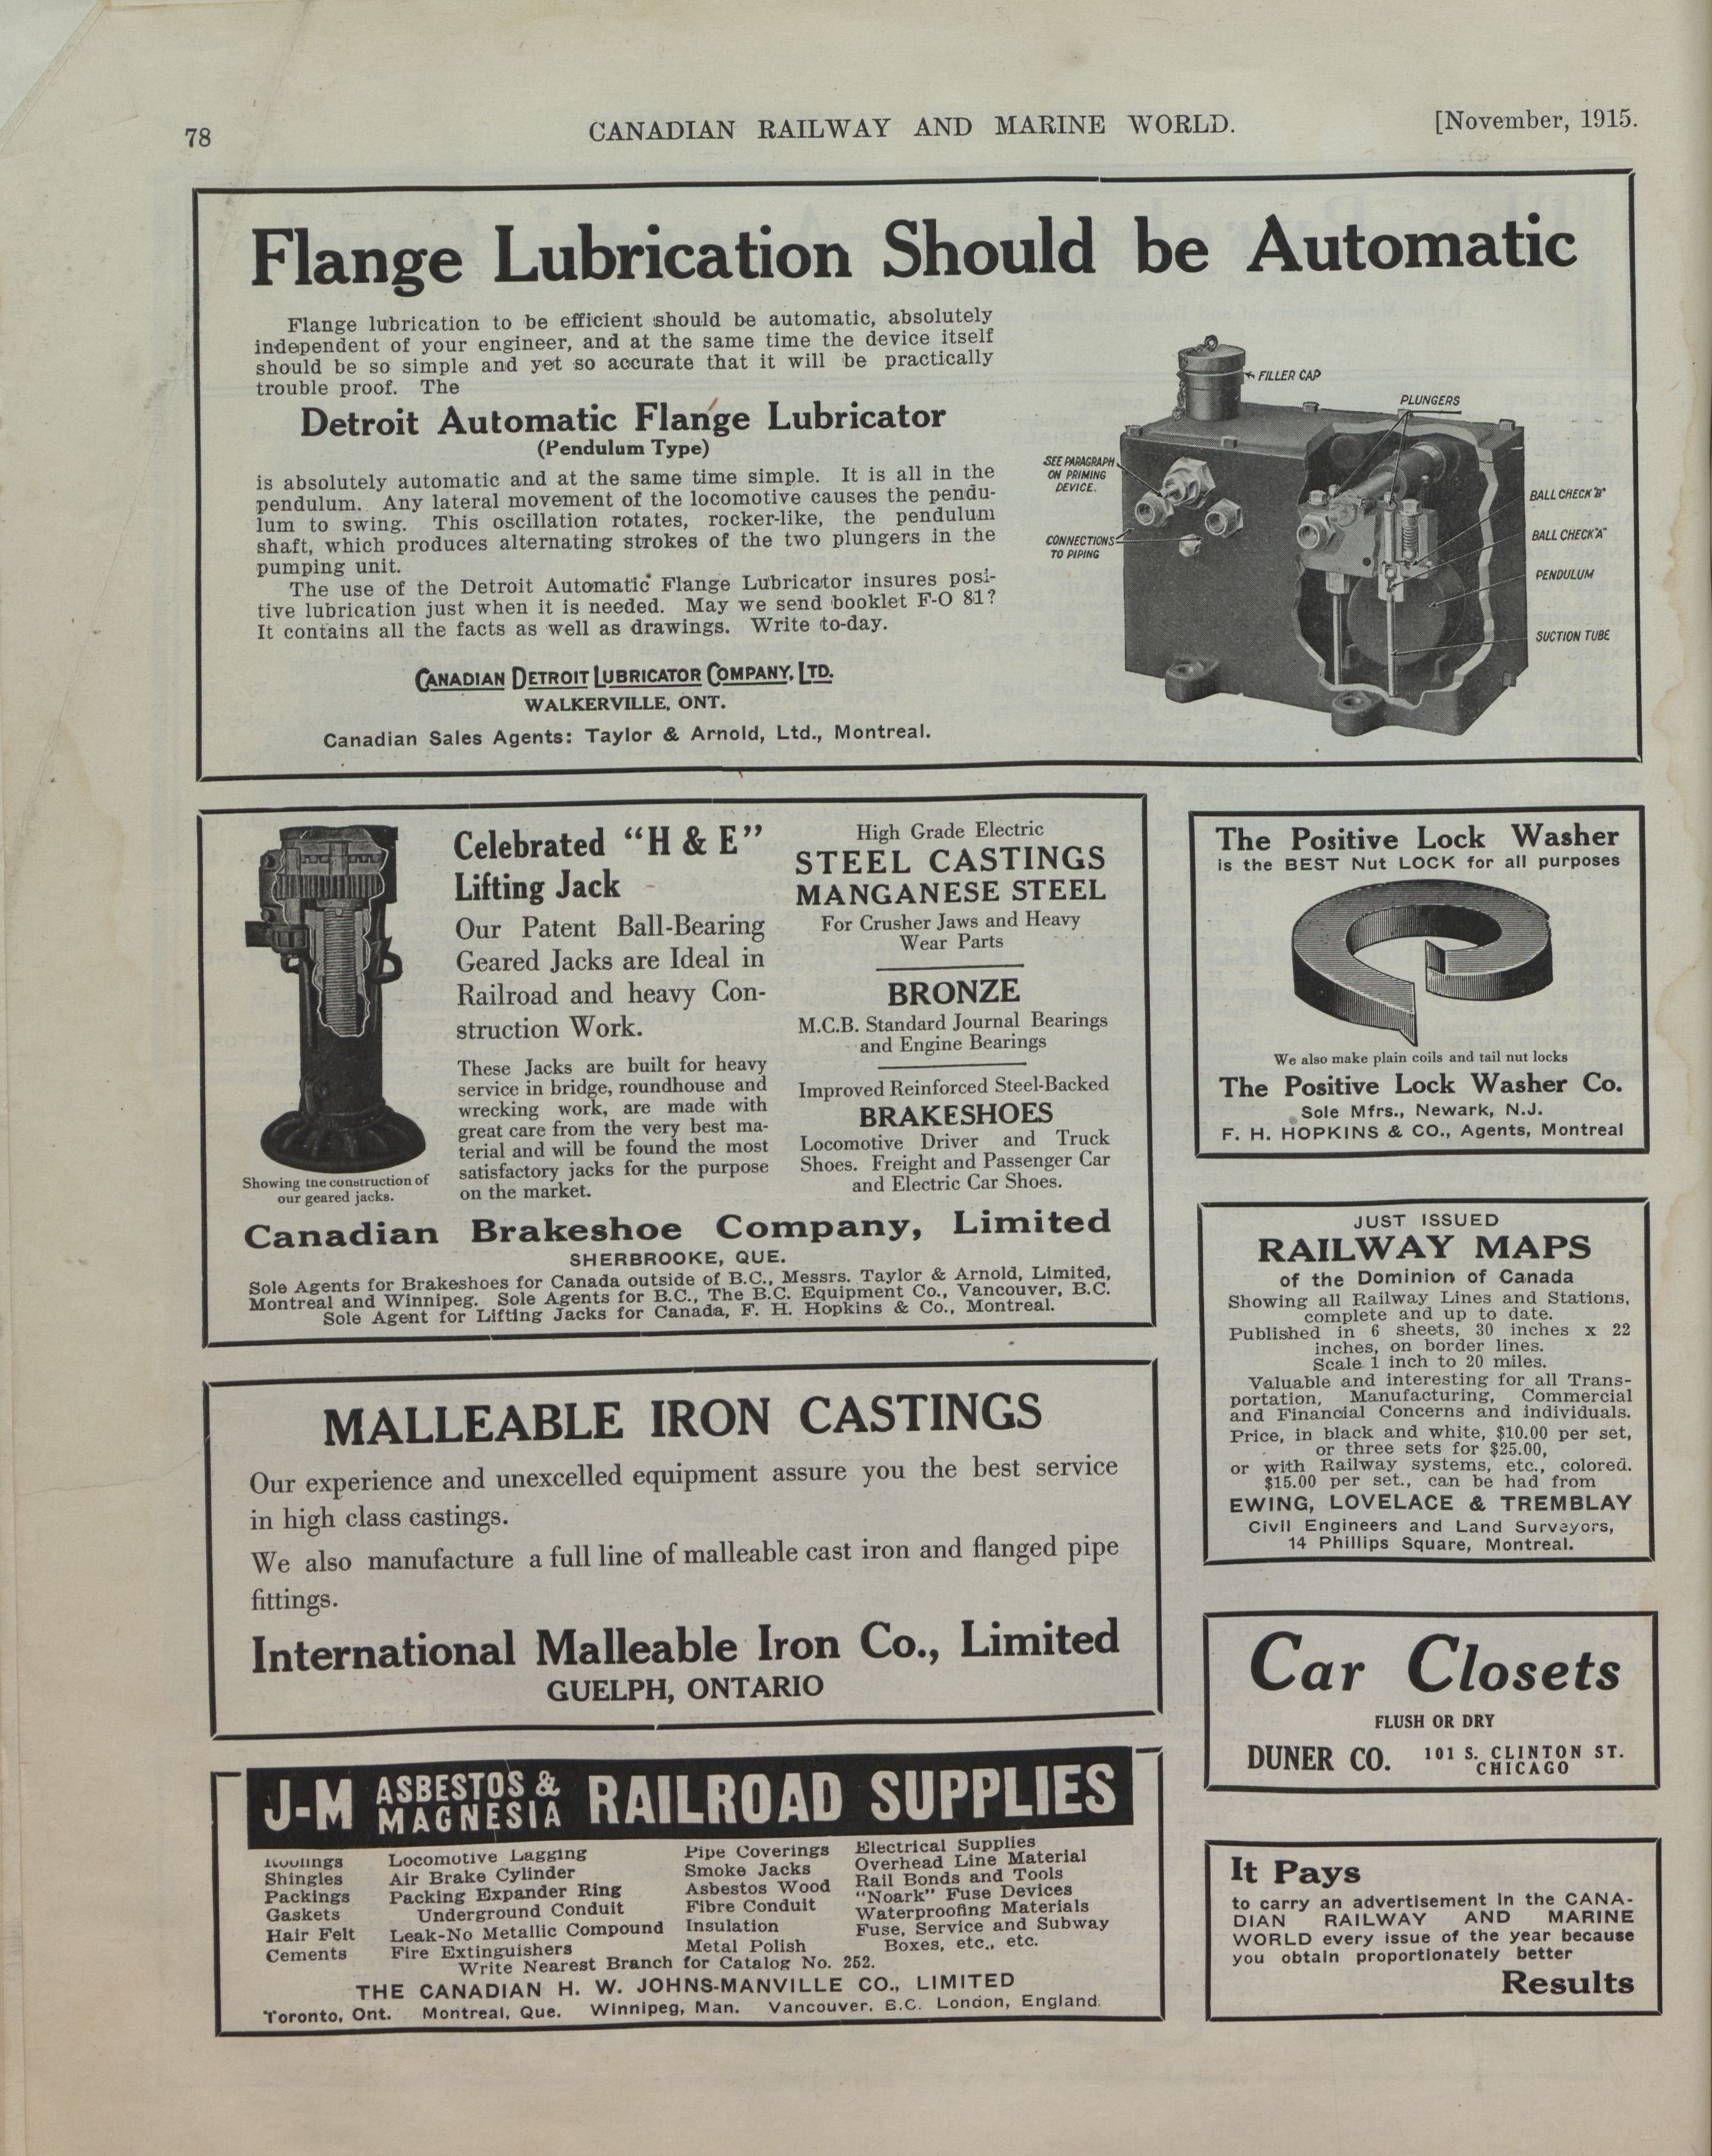 78
CANADIAN RAILWAY AND MARINE WORLD.
[November, 1915.
Flange Lubrication Should be Automatic
Flange lubrication to be efficient should be automatic, absolutely
independent of your engineer, and at the same time the device itself
should be so simple and yet so accurate that it will be practically
trouble proof. The
Detroit Automatic Flange Lubricator
(Pendulum Type)
is absolutely automatic and at the same time simple. It is all in the
pendulum. Any lateral movement of the locomotive causes the pendu-
lum to swing. This oscillation rotates, rocker-like, the pendulum
shaft, which produces alternating strokes of the two plungers in the
pumping unit.
The use of the Detroit Automatic Flange Lubricator insures posi-
tive lubrication just when it is needed. May we send booklet F-O 81?
It contains all the facts as well as drawings. Write to-day.
CANADIAN DETROIT LUBRICATOR COMPANY, LTD.
WALKERVILLE, ONT.
Canadian Sales Agents: Taylor & Arnold, Ltd., Montreal.
FILLER CAP
PLUNGERS
SEE PARAGRAPH
ON PRIMING
DEVICE.
CONNECTIONS
TO PIPING
BALL CHECK "B"
BALL CHECK "A"
PENDULUM
SUCTION TUBE
Showing the construction of
our geared jacks.
Celebrated "H & E"
Lifting Jack
Our Patent Ball-Bearing
Geared Jacks are Ideal in
Railroad and heavy Con-
struction Work.
These Jacks are built for heavy
service in bridge, roundhouse and
wrecking work, are made with
great care from the very best ma-
terial and will be found the most
satisfactory jacks for the purpose
on the market.
High Grade Electric
STEEL CASTINGS
MANGANESE STEEL
For Crusher Jaws and Heavy
Wear Parts
BRONZE
M.C.B. Standard Journal Bearings
and Engine Bearings
Improved Reinforced Steel-Backed
BRAKESHOES
Locomotive Driver and Truck
Shoes. Freight and Passenger Car
and Electric Car Shoes.
Canadian Brakeshoe Company, Limited
SHERBROOKE, QUE.
Sole Agents for Brakeshoes for Canada outside of B.C., Messrs. Taylor & Arnold, Limited,
Montreal and Winnipeg. Sole Agents for B.C., The B.C. Equipment Co., Vancouver, B.C.
Sole Agent for Lifting Jacks for Canada, F. H. Hopkins & Co., Montreal.
The Positive Lock Washer
is the BEST Nut LOCK for all purposes
We also make plain coils and tail nut locks
The Positive Lock Washer Co.
Sole Mfrs., Newark, N.J.
F. H. HOPKINS & CO., Agents, Montreal
JUST ISSUED
RAILWAY MAPS
of the Dominion of Canada
Showing all Railway Lines and Stations,
complete and up to date.
Published in 6 sheets, 30 inches x 22
inches, on border lines.
Scale 1 inch to 20 miles.
Valuable and interesting for all Trans-
portation, Manufacturing, Commercial
and Financial Concerns and individuals.
Price, in black and white, $10.00 per set,
or three sets for $25.00,
or with Railway systems, etc., colored.
$15.00 per set., can be had from
EWING, LOVELACE & TREMBLAY
Civil Engineers and Land Surveyors,
14 Phillips Square, Montreal.
MALLEABLE IRON CASTINGS
Our experience and unexcelled equipment assure you the best service
in high class castings.
We also manufacture a full line of malleable cast iron and flanged pipe
fittings.
International Malleable Iron Co., Limited
GUELPH, ONTARIO
Car Closets
FLUSH OR DRY
DUNER CO. 101 S. CLINTON ST.
CHICAGO
J-M ASBESTOS & MAGNESIA RAILROAD SUPPLIES
Roofings
Shingles
Packings
Gaskets
Hair Felt
Cements
Locomotive Lagging
Air Brake Cylinder
Packing Expander Ring
Underground Conduit
Leak-No Metallic Compound
Fire Extinguishers
Pipe Coverings
Smoke Jacks
Asbestos Wood
Fibre Conduit
Insulation
Metal Polish
Electrical Supplies
Overhead Line Material
Rail Bonds and Tools
"Noark" Fuse Devices
Waterproofing Materials
Fuse, Service and Subway
Boxes, etc., etc.
Write Nearest Branch for Catalog No. 252.
THE CANADIAN H. W. JOHNS-MANVILLE CO., LIMITED
Toronto, Ont. Montreal, Que. Winnipeg, Man. Vancouver, B.C. London, England.
It Pays
to carry an advertisement in the CANA-
DIAN RAILWAY AND MARINE
WORLD every issue of the year because
you obtain proportionately better
Results